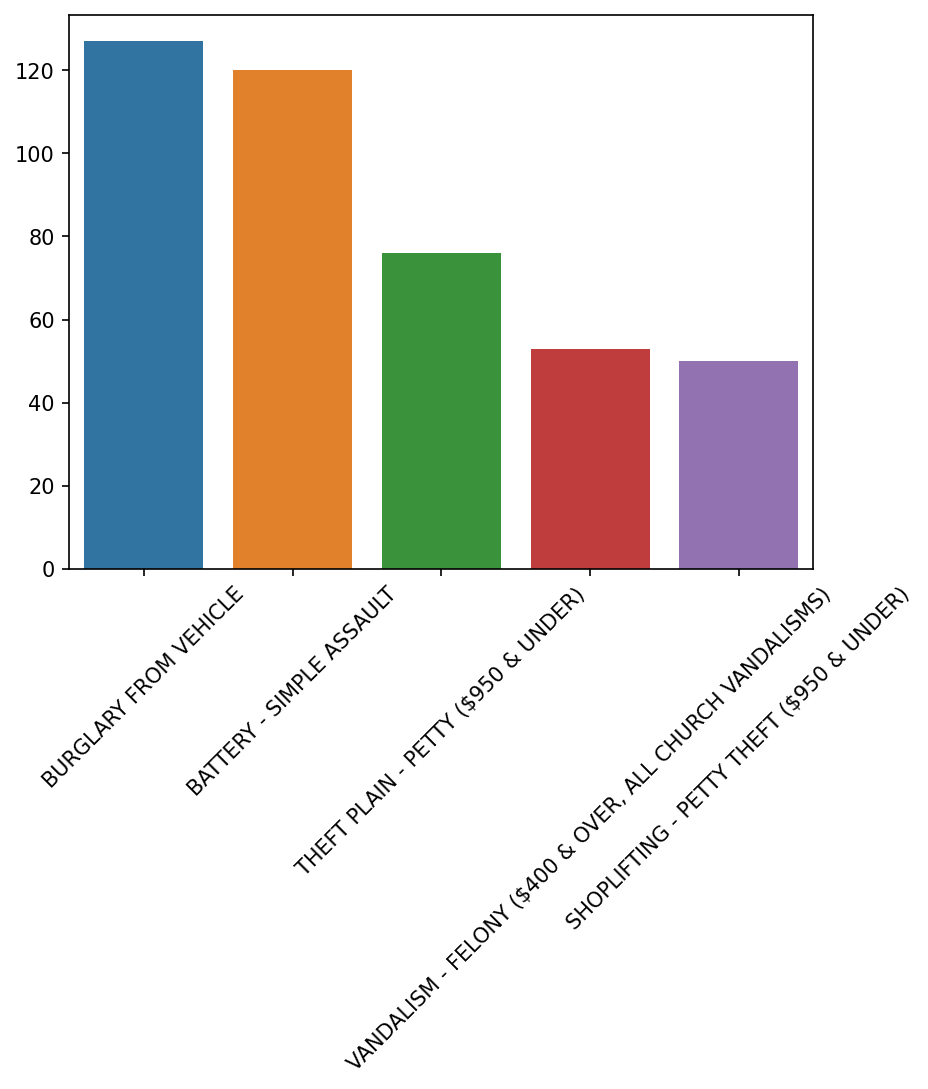 120
100
80
60
40
20
0
BURGLARY FROM VEHICLE
BATTERY - SIMPLE ASSAULT
THEFT PLAIN - PETTY ($950 & UNDER)
VANDALISM - FELONY ($400 & OVER, ALL CHURCH VANDALISMS)
SHOPLIFTING - PETTY THEFT ($950 & UNDER)